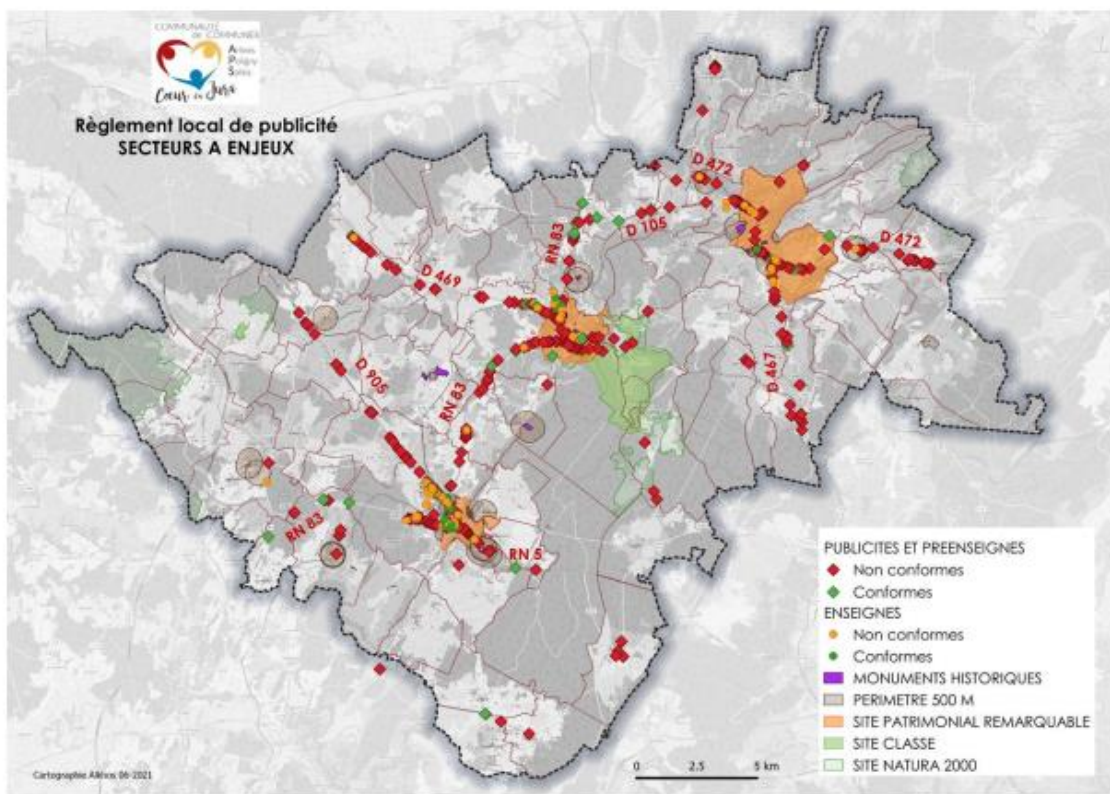 COMMUNAUTÉ
de COMMUNES
Arbois
Poligny
Salins
Cœur du Jura
Règlement local de publicité
SECTEURS A ENJEUX
D 472
RN 83
D 105
D 472
D 469
D 467
D 905
RN 83
RN 83
RN 5
PUBLICITES ET PREENSEIGNES
Non conformes
Conformes
ENSEIGNES
Non conformes
Conformes
MONUMENTS HISTORIQUES
PERIMETRE 500 M
SITE PATRIMONIAL REMARQUABLE
SITE CLASSE
SITE NATURA 2000
0 2,5 5 km
Cartographie Alkhos 06-2021